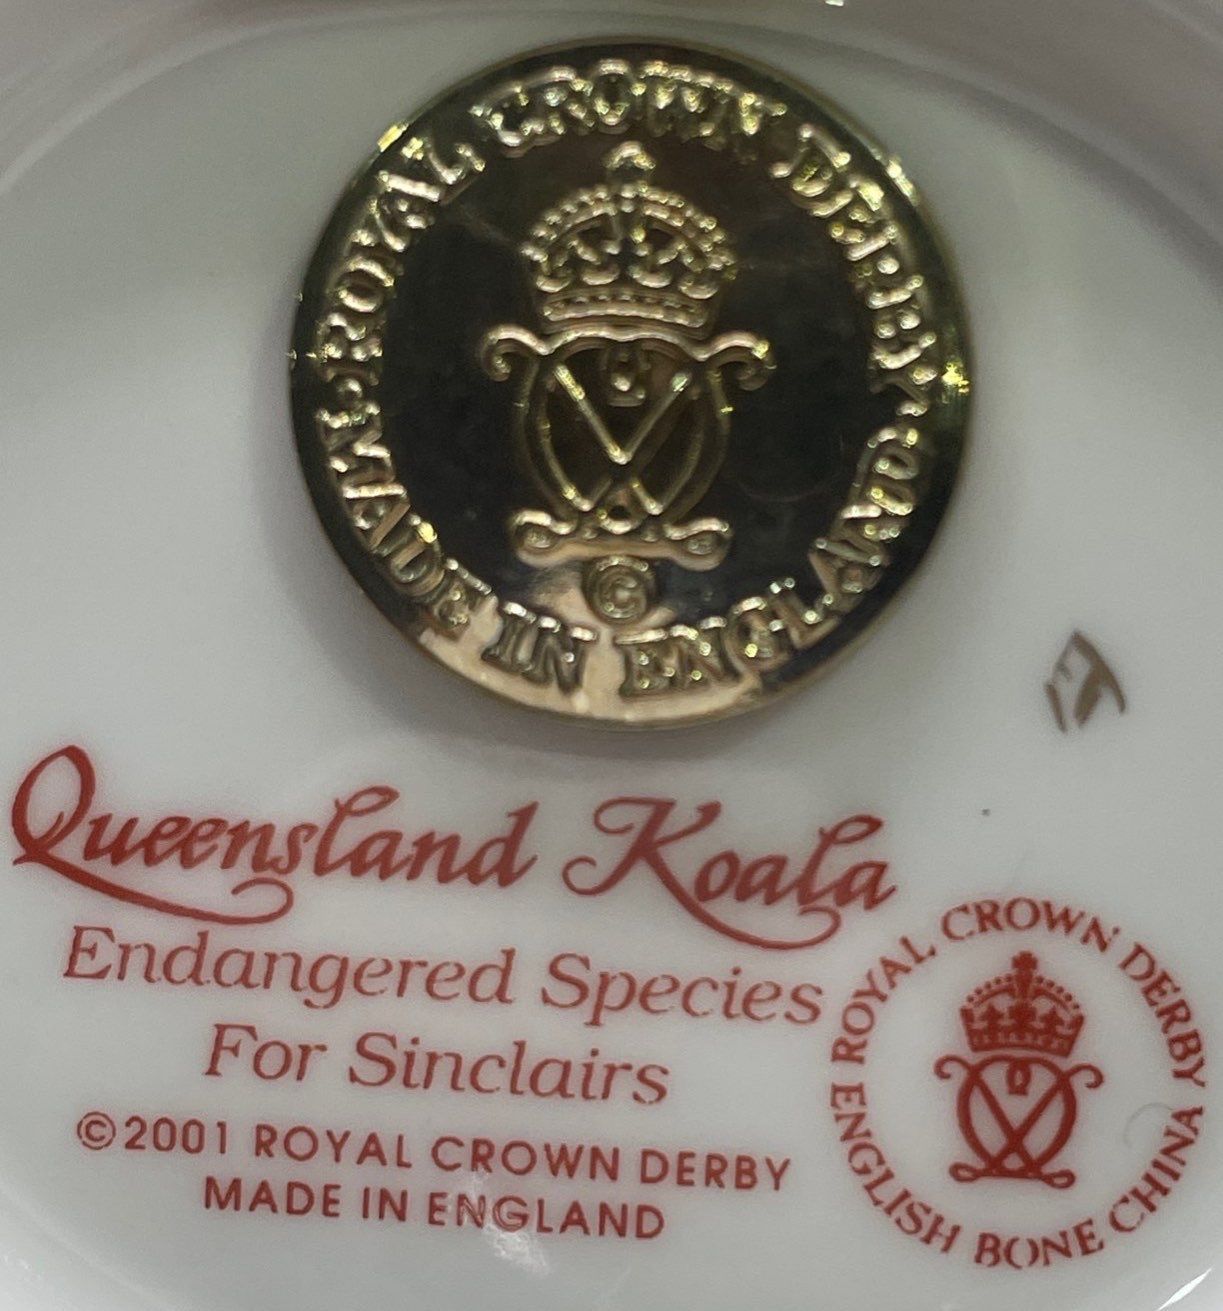 ROYAL CROWN DERBY
MADE IN ENGLAND
©
Queensland Koala
Endangered Species
For Sinclairs
©2001 ROYAL CROWN DERBY
MADE IN ENGLAND
ROYAL CROWN DERBY
ENGLISH BONE CHINA